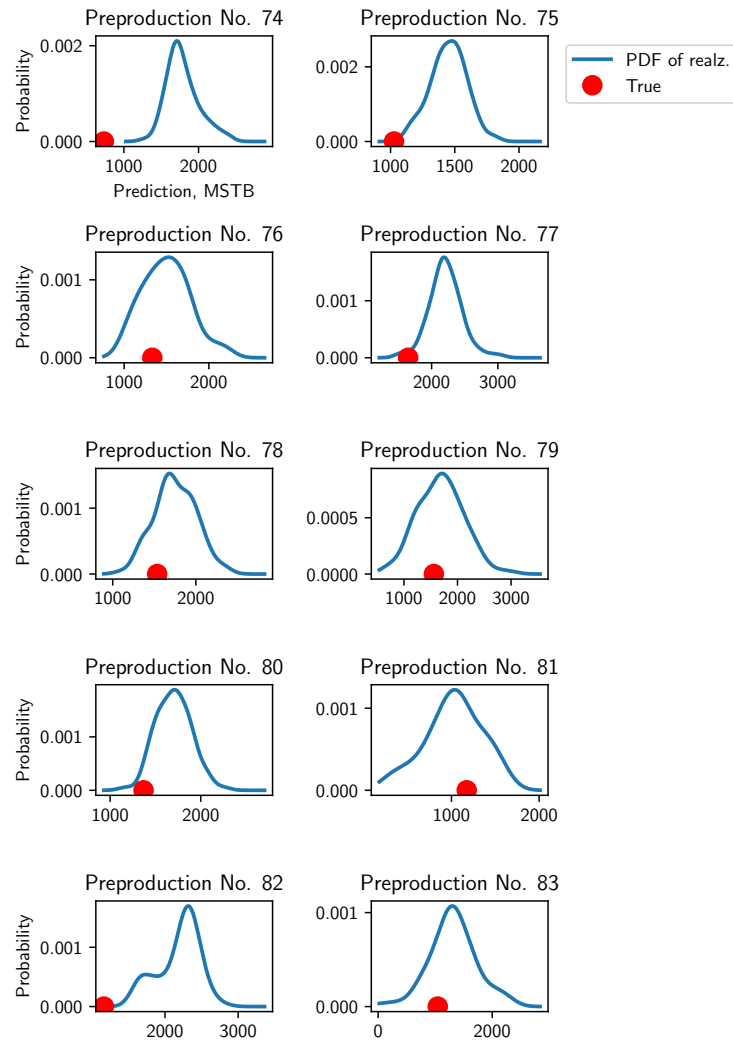 Preproduction No. 74
Preproduction No. 75
PDF of realz.
True
Probability
0.002
0.000
1000 2000
Prediction, MSTB
0.002
0.000
1000 1500 2000
Preproduction No. 76
Preproduction No. 77
Probability
0.001
0.000
1000 2000
0.001
0.000
2000 3000
Preproduction No. 78
Preproduction No. 79
Probability
0.001
0.000
1000 2000
0.0005
0.0000
1000 2000 3000
Preproduction No. 80
Preproduction No. 81
Probability
0.001
0.000
1000 2000
0.001
0.000
1000 2000
Preproduction No. 82
Preproduction No. 83
Probability
0.001
0.000
2000 3000
0.001
0.000
0 2000